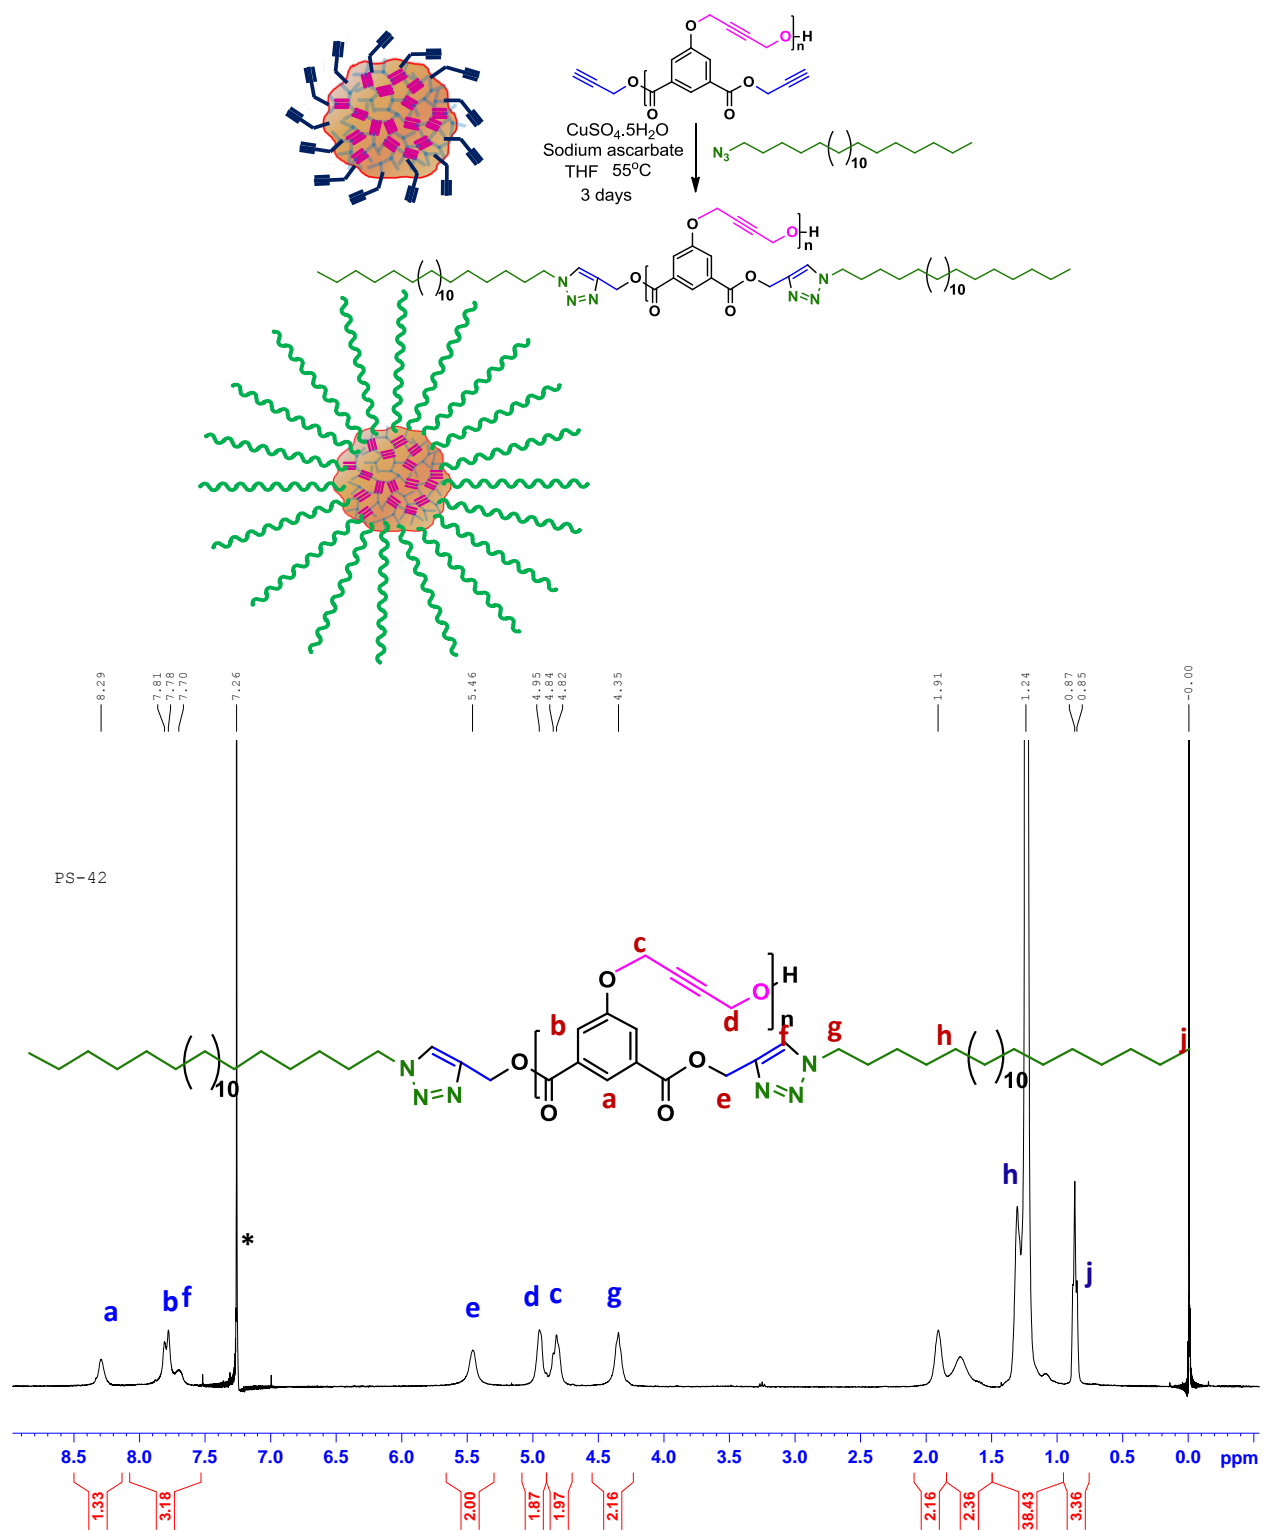 O
O
n
H
O
O
O
O
CuSO4.5H2O
Sodium ascarbate
THF 55oC
3 days
N3
10
O
O
n
H
10
N
N
N
O
O
O
O
N
N
N
10
8.29
7.81
7.78
7.70
7.26
5.46
4.95
4.84
4.82
4.35
1.91
1.24
0.87
0.85
-0.00
PS-42
c
O
O
H
n
b
d
f
g
h
j
10
N
N
N
O
O
a
O
O
e
N
N
N
10
h
*
j
a
b
f
e
d
c
g
8.5 8.0 7.5 7.0 6.5 6.0 5.5 5.0 4.5 4.0 3.5 3.0 2.5 2.0 1.5 1.0 0.5 0.0 ppm
1.33
3.18
2.00
1.87
1.97
2.16
2.16
2.36
38.43
3.36